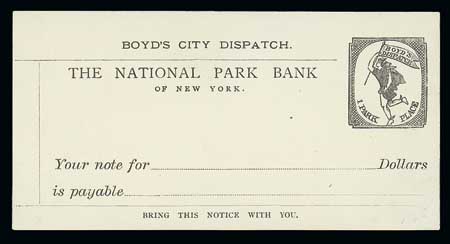 BOYD'S CITY DISPATCH.
BOYD'S
DISPATCH
1 PARK PLACE
THE NATIONAL PARK BANK
OF NEW YORK.
Your note for Dollars
is payable
BRING THIS NOTICE WITH YOU.